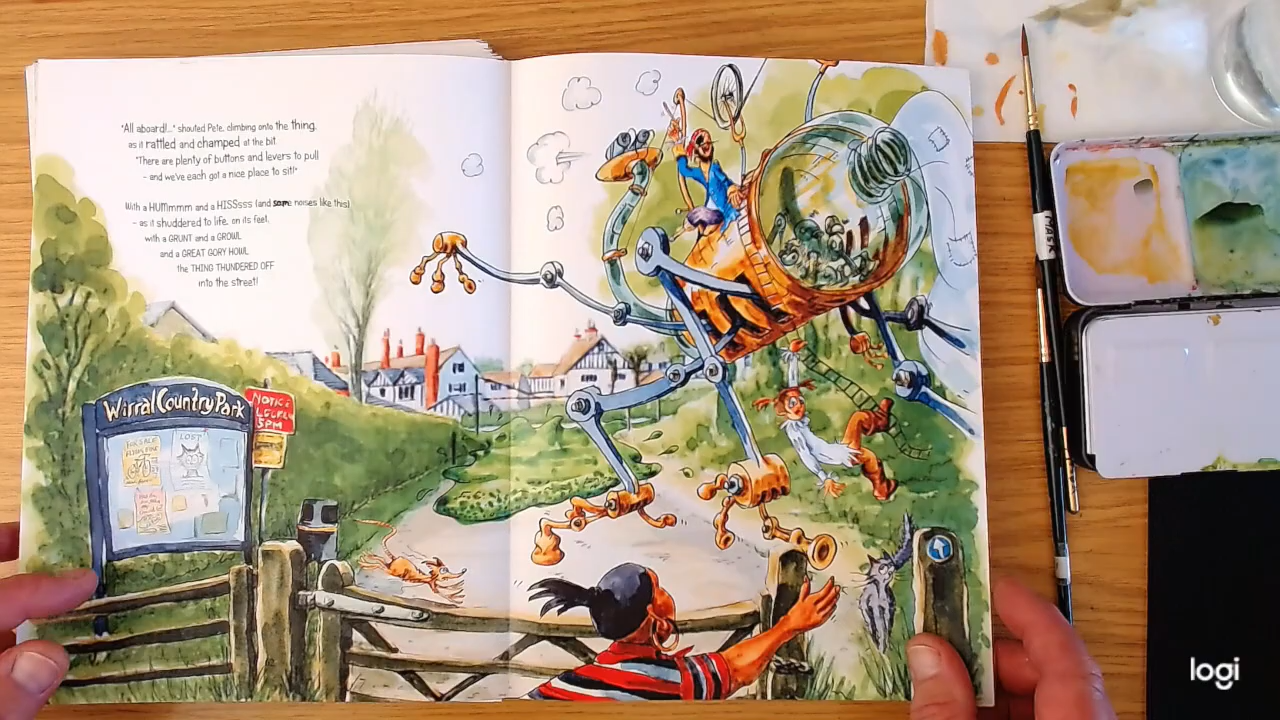 "All aboard!..." shouted Pete, climbing onto the thing,
as it rattled and champed at the bit.
"There are plenty of buttons and levers to pull
- and we've each got a nice place to sit!"
With a HUMmmm and a HISSsss (and some noises like this)
- as it shuddered to life, on its feet,
with a GRUNT and a GROWL
and a GREAT GORY HOWL
the THING THUNDERED OFF
into the street!
Wirral Country Park
NOTICE
5PM
FOR SALE
LOST
logi